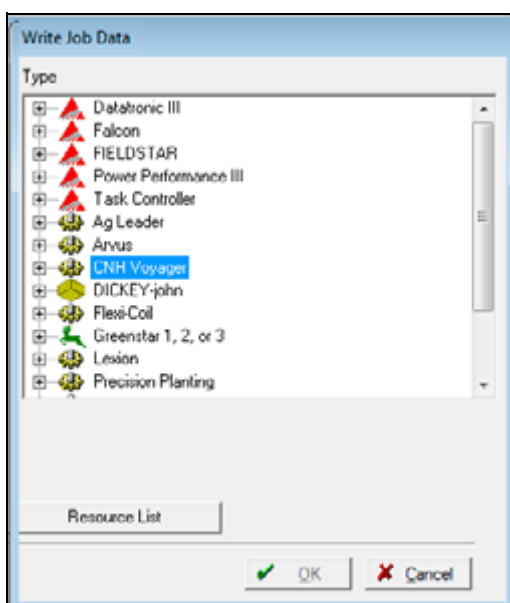 Write Job Data
Type
Datatronic III
Falcon
FIELDSTAR
Power Performance III
Task Controller
Ag Leader
Arvus
CNH Voyager
DICKEY-john
Flexi-Coil
Greenstar 1, 2, or 3
Lexion
Precision Planting
Resource List
OK
Cancel